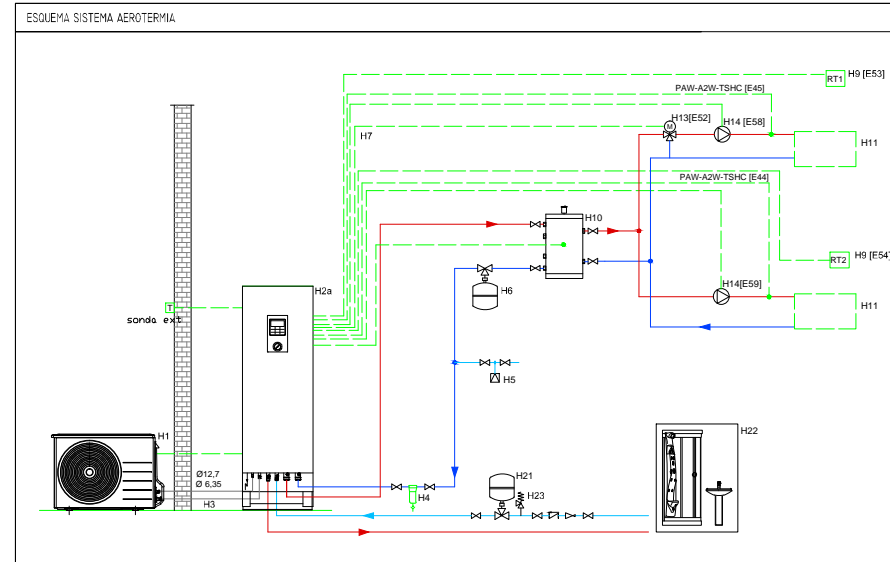 ESQUEMA SISTEMA AEROTERMIA
RT1
H9 [E53]
PAW-A2W-TSHC [E45]
H13[E52]
H14 [E58]
M
H7
H11
PAW-A2W-TSHC [E44]
H10
RT2
H9 [E54]
H2a
H6
H14[E59]
H11
T
sonda ext
H5
H1
H22
Ø12,7
Ø 6,35
H21
H23
H4
H3